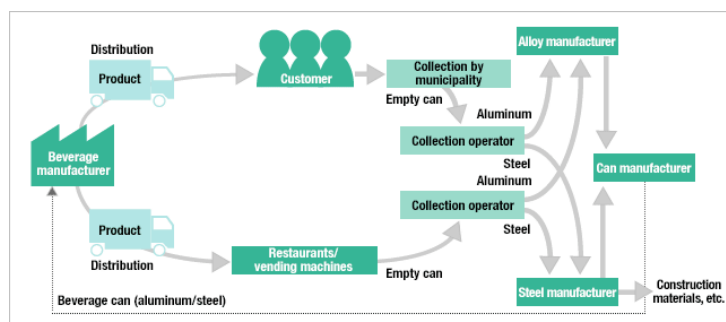 Distribution
Product
Customer
Collection by
municipality
Alloy manufacturer
Empty can
Aluminum
Beverage
manufacturer
Collection operator
Steel
Can manufacturer
Aluminum
Collection operator
Steel
Product
Distribution
Restaurants/
vending machines
Empty can
Steel manufacturer
Construction
materials, etc.
Beverage can (aluminum/steel)